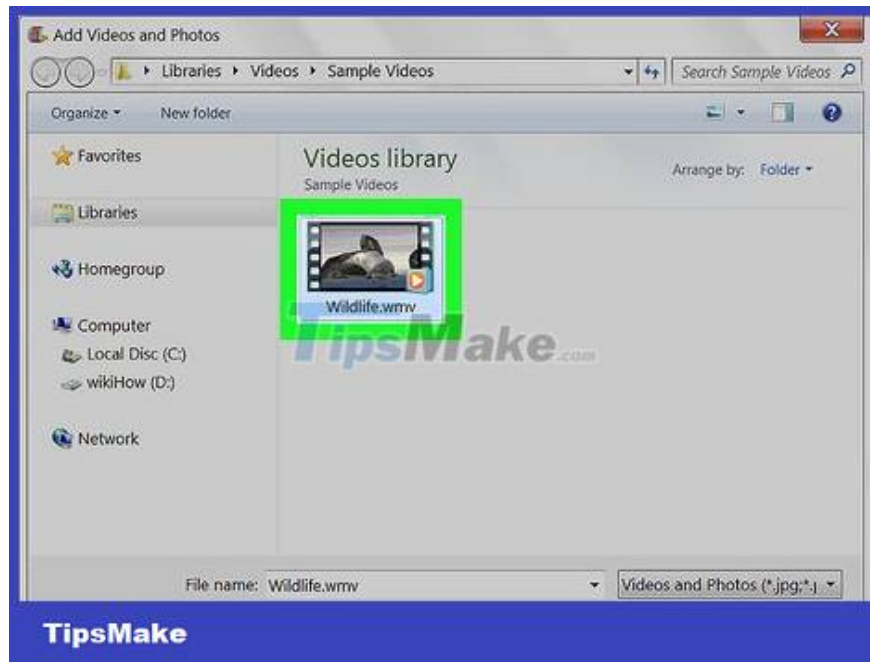 Add Videos and Photos
Libraries Videos Sample Videos
Search Sample Videos
Organize
New folder
Favorites
Libraries
Homegroup
Computer
Local Disc (C:)
wikiHow (D:)
Network
Videos library
Sample Videos
Arrange by: Folder
Wildlife.wmv
TipsMake.com
File name: Wildlife.wmv
Videos and Photos (*.jpg;*.j
TipsMake